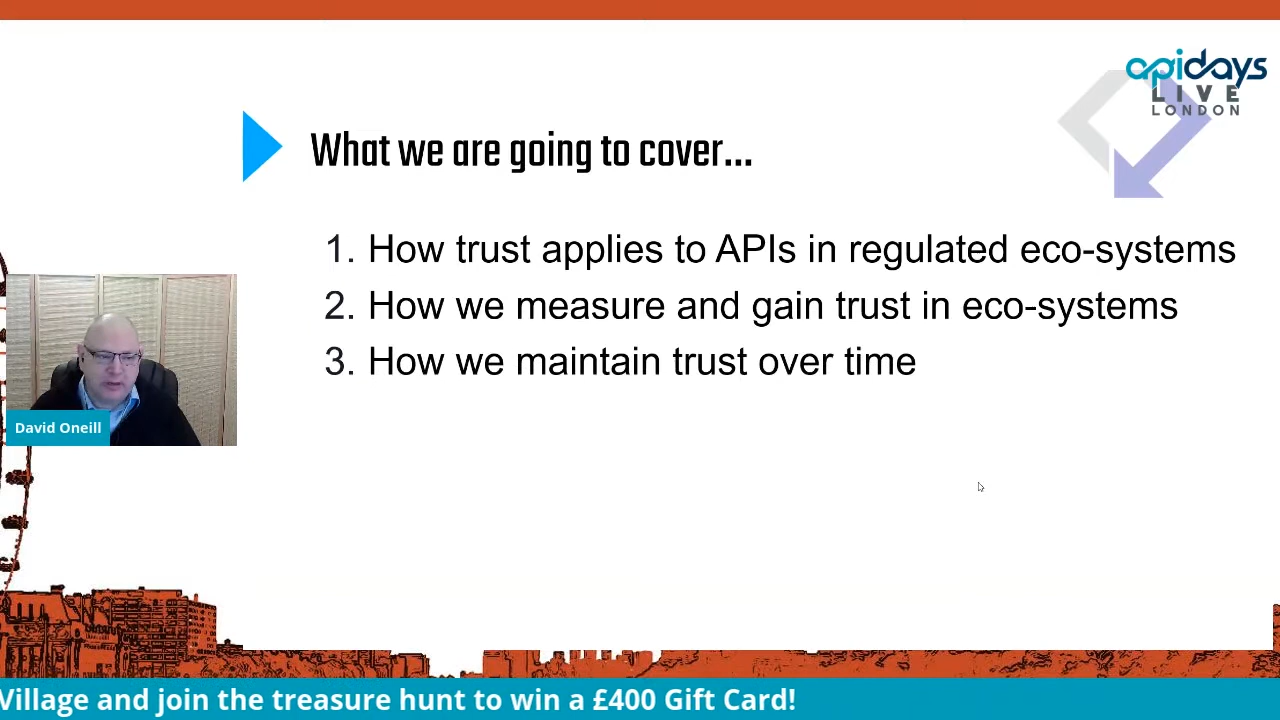 apidays
LIVE
LONDON
What we are going to cover...
1. How trust applies to APIs in regulated eco-systems
2. How we measure and gain trust in eco-systems
3. How we maintain trust over time
David Oneill
Village and join the treasure hunt to win a £400 Gift Card!